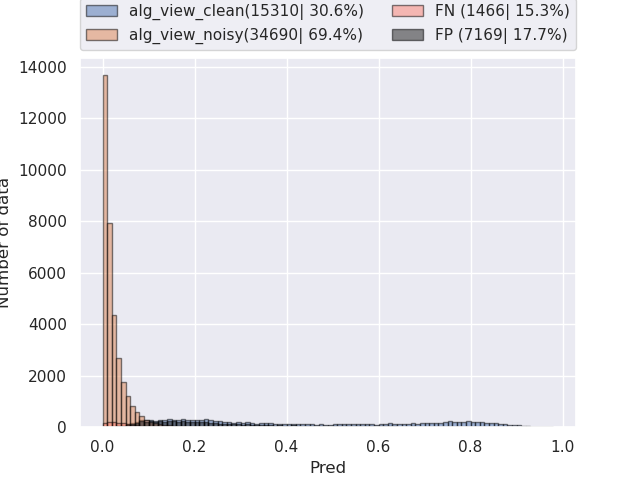 alg_view_clean(15310| 30.6%)
alg_view_noisy(34690| 69.4%)
FN (1466| 15.3%)
FP (7169| 17.7%)
14000
12000
10000
8000
6000
4000
2000
0
Number of data
0.0 0.2 0.4 0.6 0.8 1.0
Pred